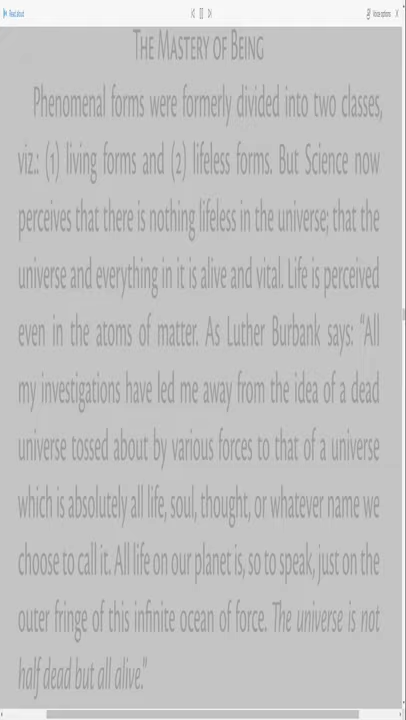 Read aloud
Voice options
THE MASTERY OF BEING
Phenomenal forms were formerly divided into two classes,
viz.: (1) living forms and (2) lifeless forms. But Science now
perceives that there is nothing lifeless in the universe; that the
universe and everything in it is alive and vital. Life is perceived
even in the atoms of matter. As Luther Burbank says: “All
my investigations have led me away from the idea of a dead
universe tossed about by various forces to that of a universe
which is absolutely all life, soul, thought, or whatever name we
choose to call it. All life on our planet is, so to speak, just on the
outer fringe of this infinite ocean of force. The universe is not
half dead but all alive.”